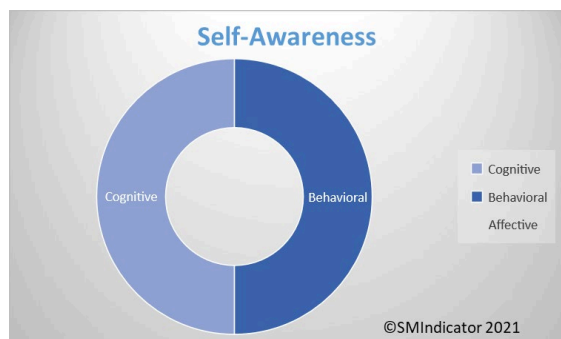 Self-Awareness
Cognitive
Behavioral
Cognitive
Behavioral
Affective
©SMIndicator 2021